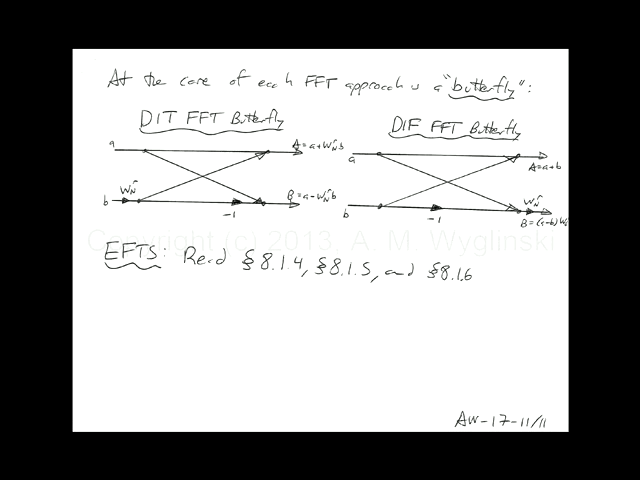 At the core of each FFT approach is a "butterfly":
DIT FFT Butterfly
DIF FFT Butterfly
a
A=a+W_N^r b
a
A=a+b
W_N^r
b
-1
B=a-W_N^r b
b
-1
W_N^r
B=(a-b)W
Copyright (c) 2013, A. M. Wyglinski
EFTS: Read §8.1.4, §8.1.5, and §8.1.6
AW-17-11/11